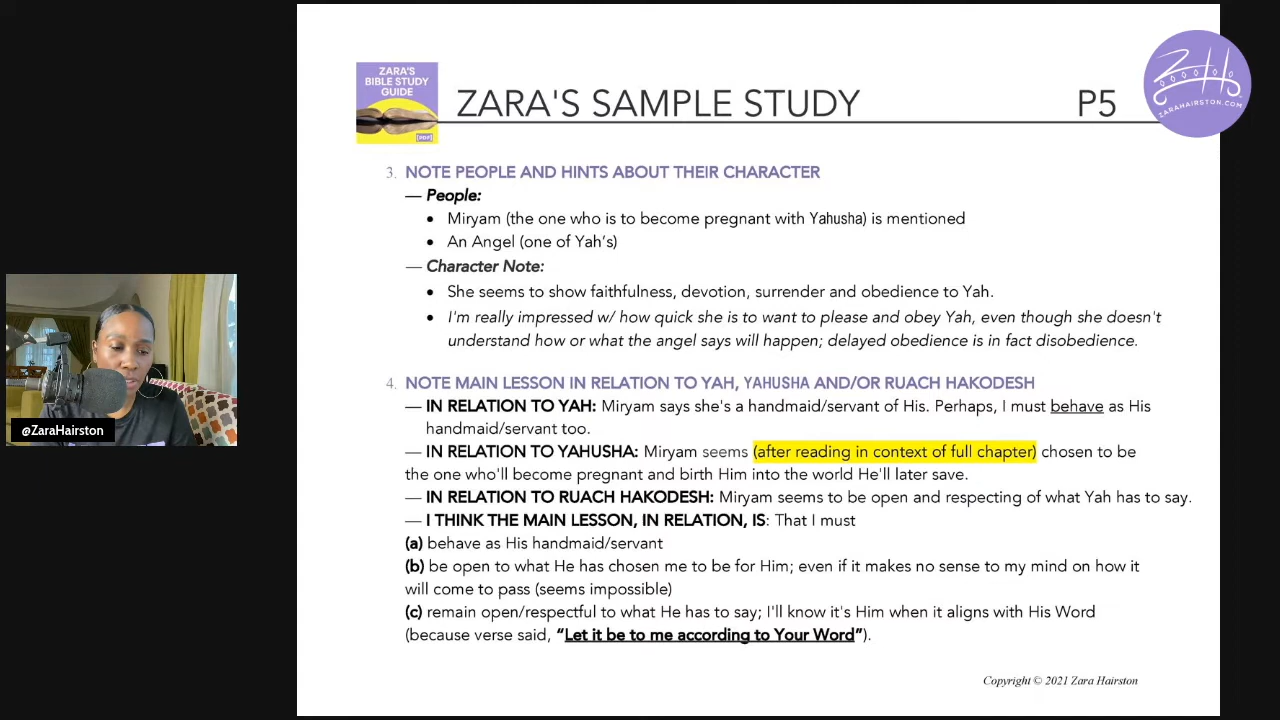 ZARA'S
BIBLE STUDY
GUIDE
[PDF]
ZARA'S SAMPLE STUDY
P5
ZARAHAIRSTON.COM
3. NOTE PEOPLE AND HINTS ABOUT THEIR CHARACTER
— People:
• Miryam (the one who is to become pregnant with Yahusha) is mentioned
• An Angel (one of Yah's)
— Character Note:
• She seems to show faithfulness, devotion, surrender and obedience to Yah.
• I'm really impressed w/ how quick she is to want to please and obey Yah, even though she doesn't
understand how or what the angel says will happen; delayed obedience is in fact disobedience.
4. NOTE MAIN LESSON IN RELATION TO YAH, YAHUSHA AND/OR RUACH HAKODESH
— IN RELATION TO YAH: Miryam says she's a handmaid/servant of His. Perhaps, I must behave as His
handmaid/servant too.
— IN RELATION TO YAHUSHA: Miryam seems (after reading in context of full chapter) chosen to be
the one who'll become pregnant and birth Him into the world He'll later save.
— IN RELATION TO RUACH HAKODESH: Miryam seems to be open and respecting of what Yah has to say.
— I THINK THE MAIN LESSON, IN RELATION, IS: That I must
(a) behave as His handmaid/servant
(b) be open to what He has chosen me to be for Him; even if it makes no sense to my mind on how it
will come to pass (seems impossible)
(c) remain open/respectful to what He has to say; I'll know it's Him when it aligns with His Word
(because verse said, “Let it be to me according to Your Word”).
Copyright © 2021 Zara Hairston
@ZaraHairston